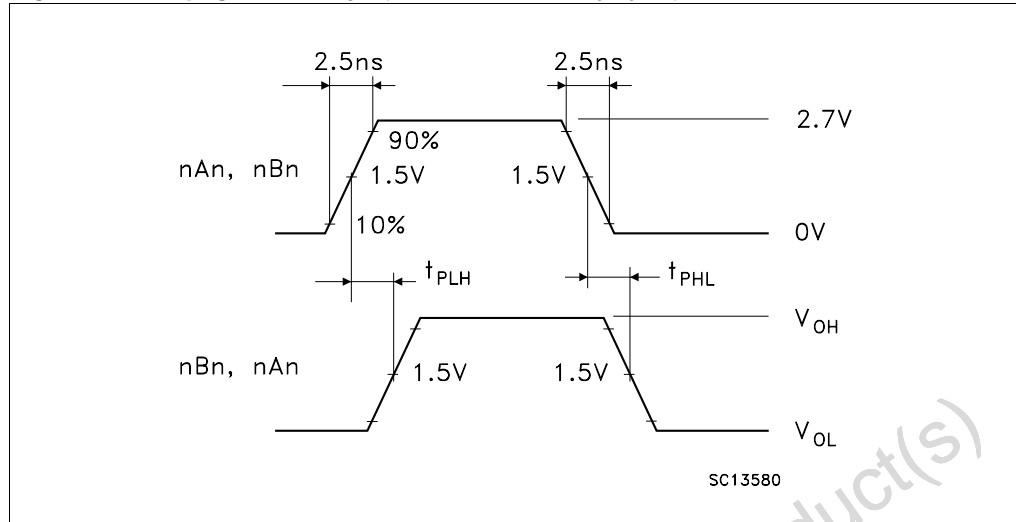 2.5ns 2.5ns
2.7V
90%
nAn, nBn 1.5V 1.5V
10%
0V
tPLH tPHL
VOH
nBn, nAn 1.5V 1.5V
VOL
SC13580
duct(s)